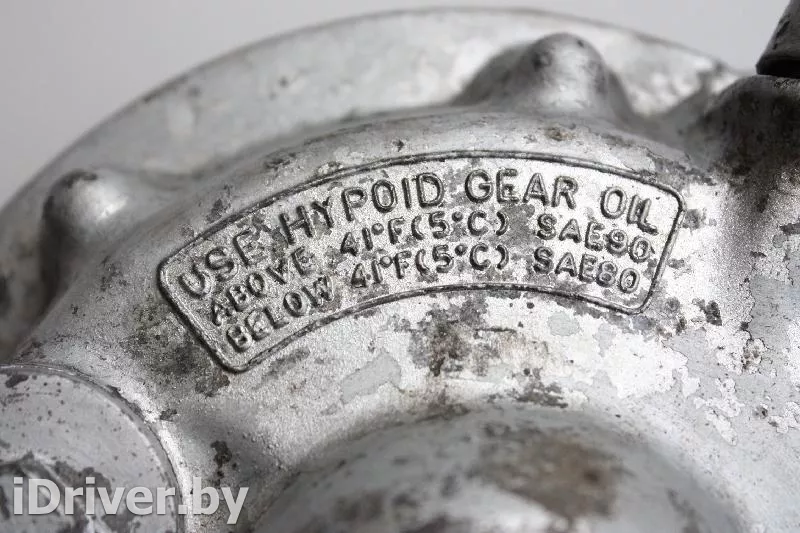 USE HYPOID GEAR OIL
ABOVE 41°F(5°C) SAE90
BELOW 41°F(5°C) SAE80
iDriver.by